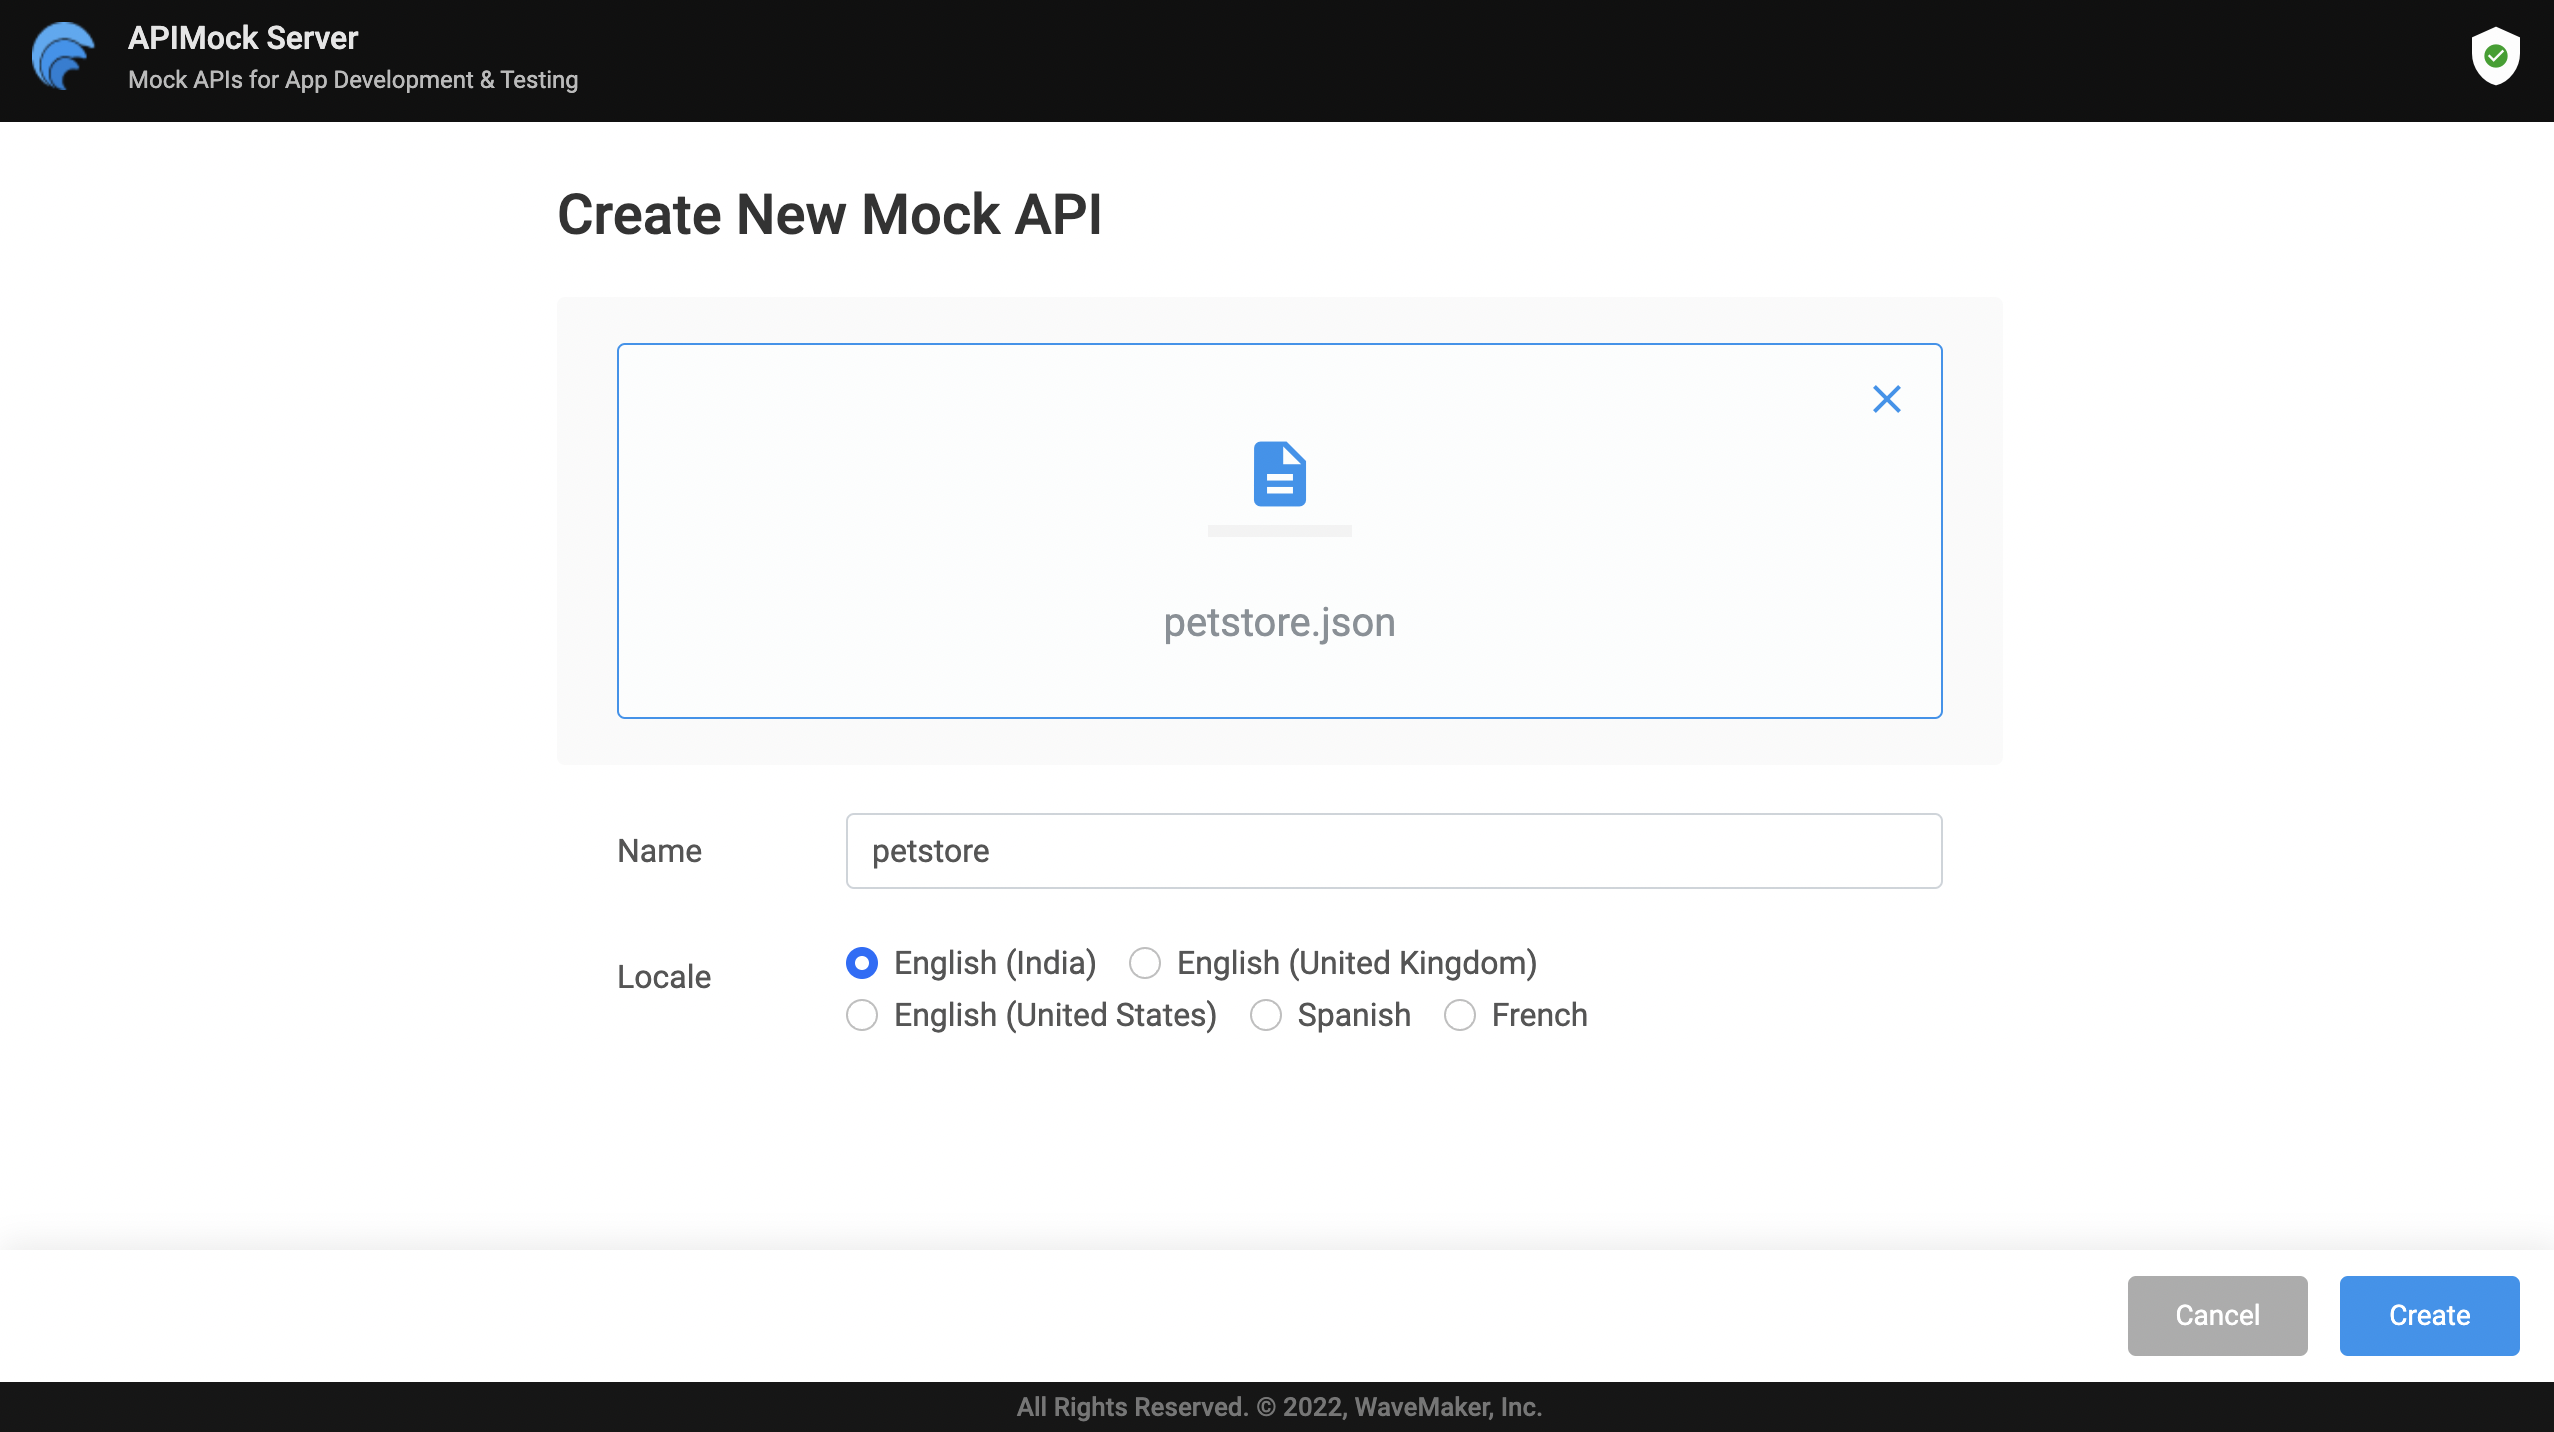 APIMock Server
Mock APIs for App Development & Testing
Create New Mock API
petstore.json
Name
petstore
Locale
English (India) English (United Kingdom)
English (United States) Spanish French
Cancel Create
All Rights Reserved. © 2022, WaveMaker, Inc.